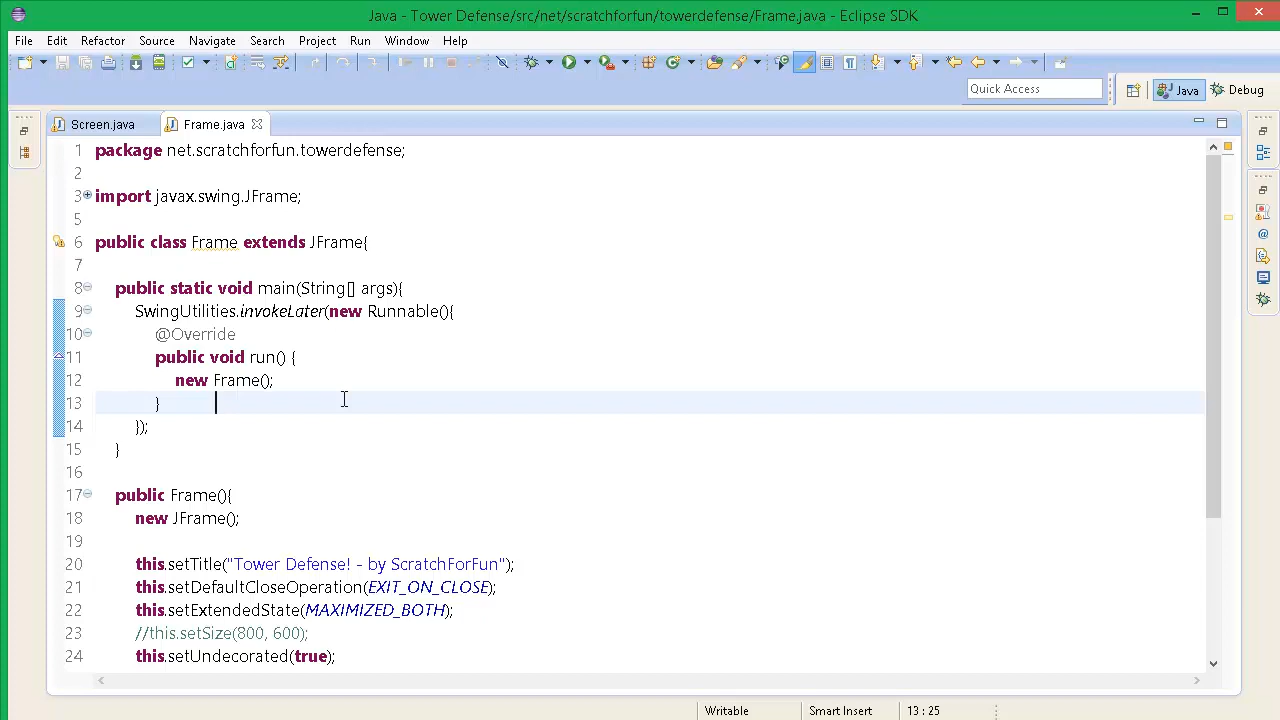 Java - Tower Defense/src/net/scratchforfun/towerdefense/Frame.java - Eclipse SDK
File Edit Refactor Source Navigate Search Project Run Window Help
Quick Access
Java
Debug
Screen.java
Frame.java
1 package net.scratchforfun.towerdefense;
2
3 import javax.swing.JFrame;
5
6 public class Frame extends JFrame{
7
8 public static void main(String[] args){
9 SwingUtilities.invokeLater(new Runnable(){
10 @Override
11 public void run() {
12 new Frame();
13 }
14 });
15 }
16
17 public Frame(){
18 new JFrame();
19
20 this.setTitle("Tower Defense! - by ScratchForFun");
21 this.setDefaultCloseOperation(EXIT_ON_CLOSE);
22 this.setExtendedState(MAXIMIZED_BOTH);
23 //this.setSize(800, 600);
24 this.setUndecorated(true);
Writable
Smart Insert
13 : 25